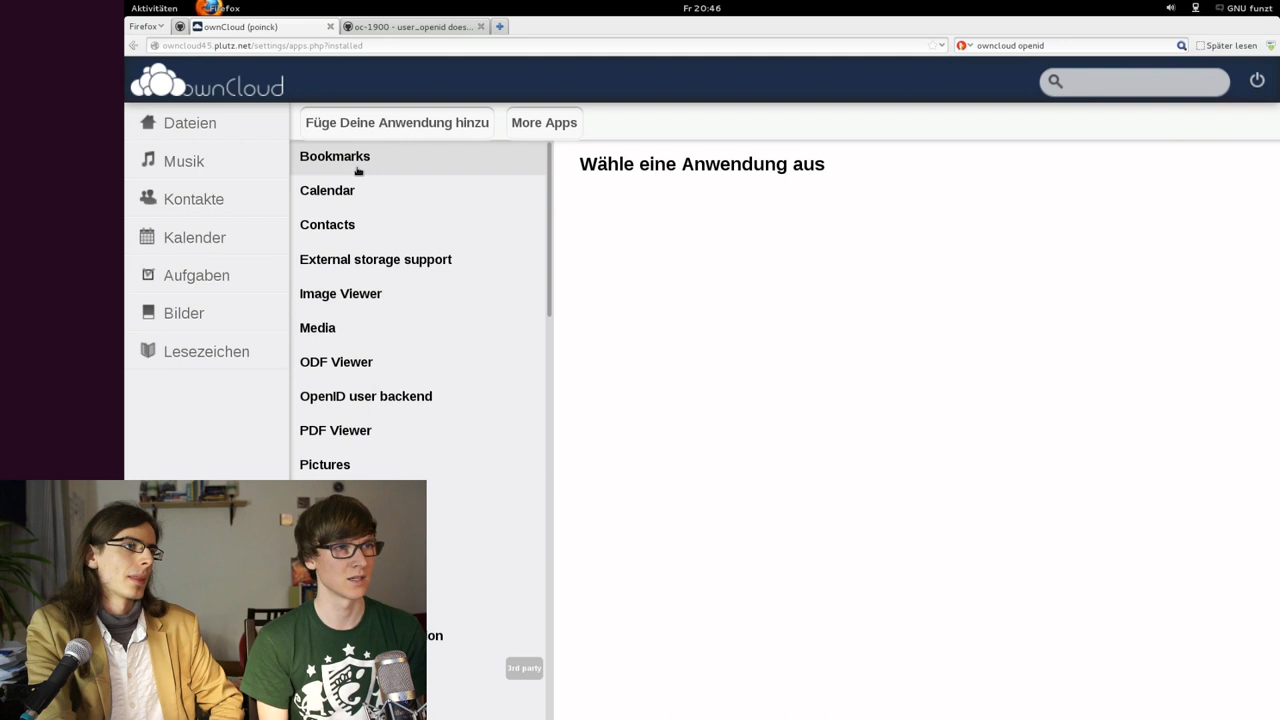 Aktivitäten
Firefox
Fr 20:46
GNU funzt
Firefox
ownCloud (poinck)
oc-1900 - user_openid does...
owncloud45.plutz.net/settings/apps.php?installed
owncloud openid
Später lesen
ownCloud
Dateien
Musik
Kontakte
Kalender
Aufgaben
Bilder
Lesezeichen
Füge Deine Anwendung hinzu
More Apps
Bookmarks
Calendar
Contacts
External storage support
Image Viewer
Media
ODF Viewer
OpenID user backend
PDF Viewer
Pictures
on
3rd party
Wähle eine Anwendung aus